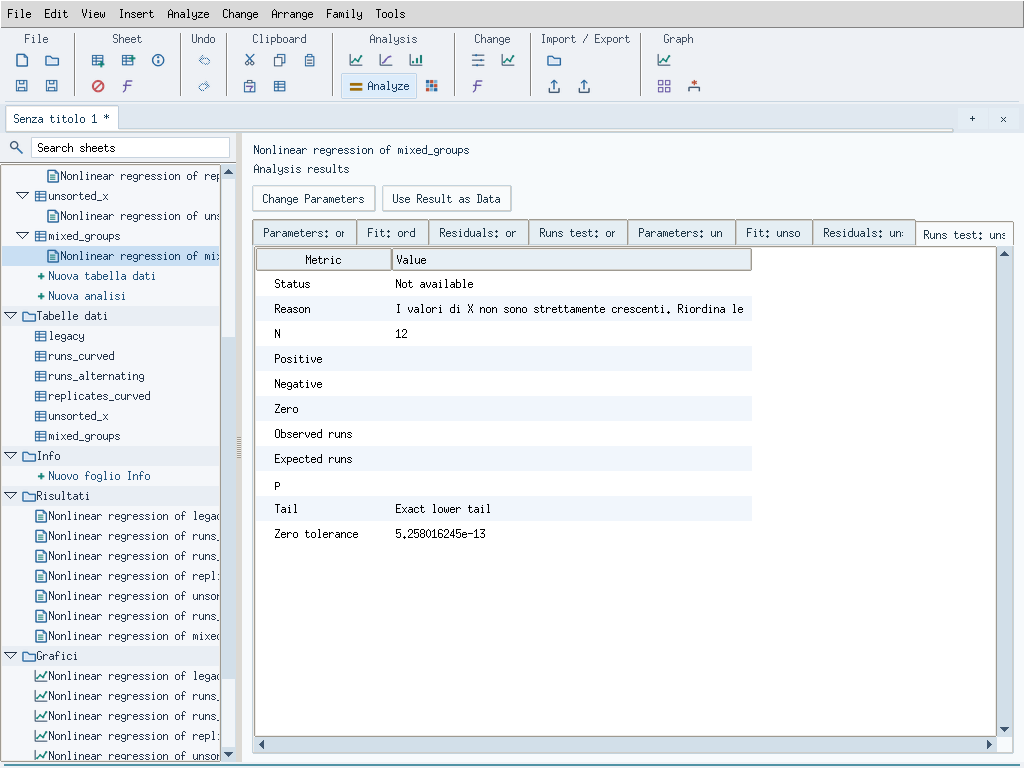 File Edit View Insert Analyze Change Arrange Family Tools
File Sheet Undo Clipboard Analysis Change Import / Export Graph
Analyze
Senza titolo 1 *
Search sheets
Nonlinear regression of rep
unsorted_x
Nonlinear regression of uns
mixed_groups
Nonlinear regression of mix
Nuova tabella dati
Nuova analisi
Tabelle dati
legacy
runs_curved
runs_alternating
replicates_curved
unsorted_x
mixed_groups
Info
Nuovo foglio Info
Risultati
Nonlinear regression of legac
Nonlinear regression of runs_
Nonlinear regression of runs_
Nonlinear regression of repli
Nonlinear regression of unsor
Nonlinear regression of runs_
Nonlinear regression of mixed
Grafici
Nonlinear regression of legac
Nonlinear regression of runs_
Nonlinear regression of runs_
Nonlinear regression of repli
Nonlinear regression of unsor
Nonlinear regression of mixed_groups
Analysis results
Change Parameters Use Result as Data
Parameters: or Fit: ord Residuals: or Runs test: or Parameters: un Fit: unso Residuals: un Runs test: uns
Metric Value
Status Not available
Reason I valori di X non sono strettamente crescenti. Riordina le
N 12
Positive
Negative
Zero
Observed runs
Expected runs
P
Tail Exact lower tail
Zero tolerance 5.258016245e-13